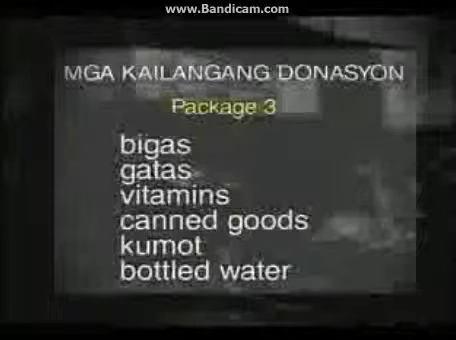 www.Bandicam.com
MGA KAILANGANG DONASYON
Package 3
bigas
gatas
vitamins
canned goods
kumot
bottled water